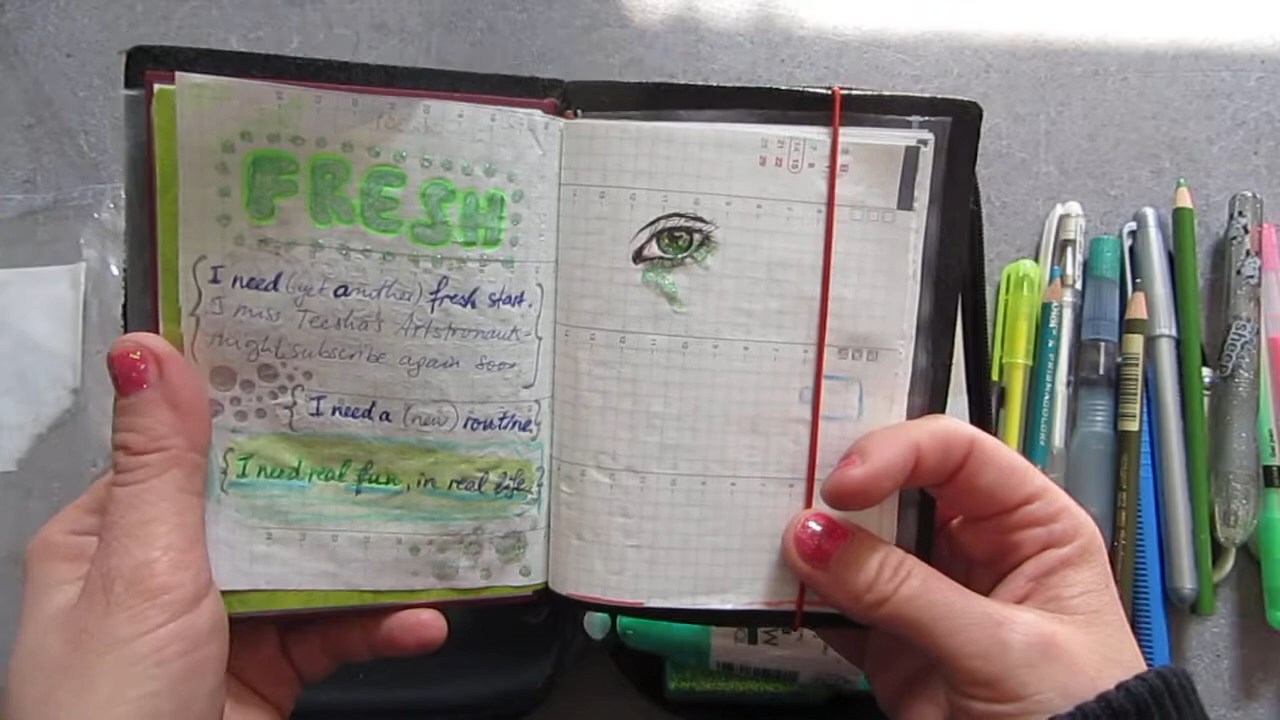 FRESH
I need (yet another) fresh start.
I miss Teesha's Artstronauts-
might subscribe again soon.
I need a (new) routine,
I need real fun, in real life.